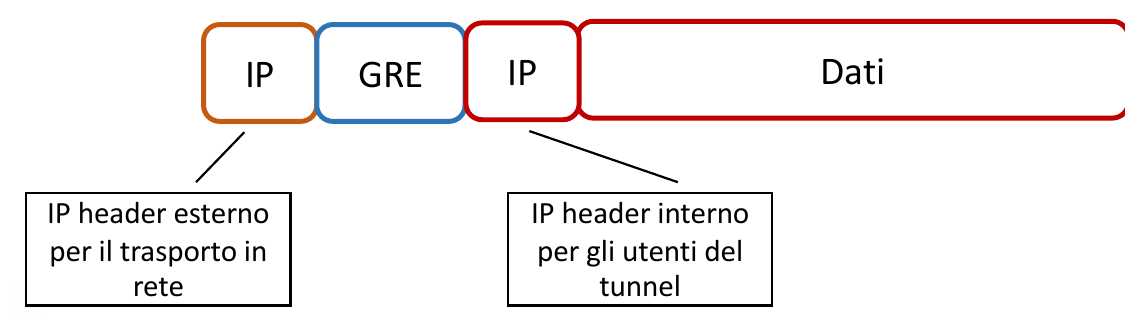 IP GRE IP Dati
IP header esterno
per il trasporto in
rete
IP header interno
per gli utenti del
tunnel